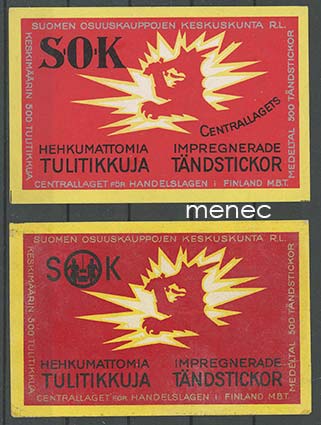 SUOMEN OSUUSKAUPPOJEN KESKUSKUNTA R.L.
KESKIMÄÄRIN 500 TULITIKKUA
SOK
CENTRALLAGETS
MEDELTAL 500 TÄNDSTICKOR
HEHKUMATTOMIA IMPREGNERADE
TULITIKKUJA TÄNDSTICKOR
CENTRALLAGET FÖR HANDELSLAGEN I FINLAND M.B.T.
menec
SUOMEN OSUUSKAUPPOJEN KESKUSKUNTA R.L.
KESKIMÄÄRIN 500 TULITIKKUA
SOK
MEDELTAL 500 TÄNDSTICKOR
HEHKUMATTOMIA IMPREGNERADE
TULITIKKUJA TÄNDSTICKOR
CENTRALLAGET FÖR HANDELSLAGEN I FINLAND M.B.T.